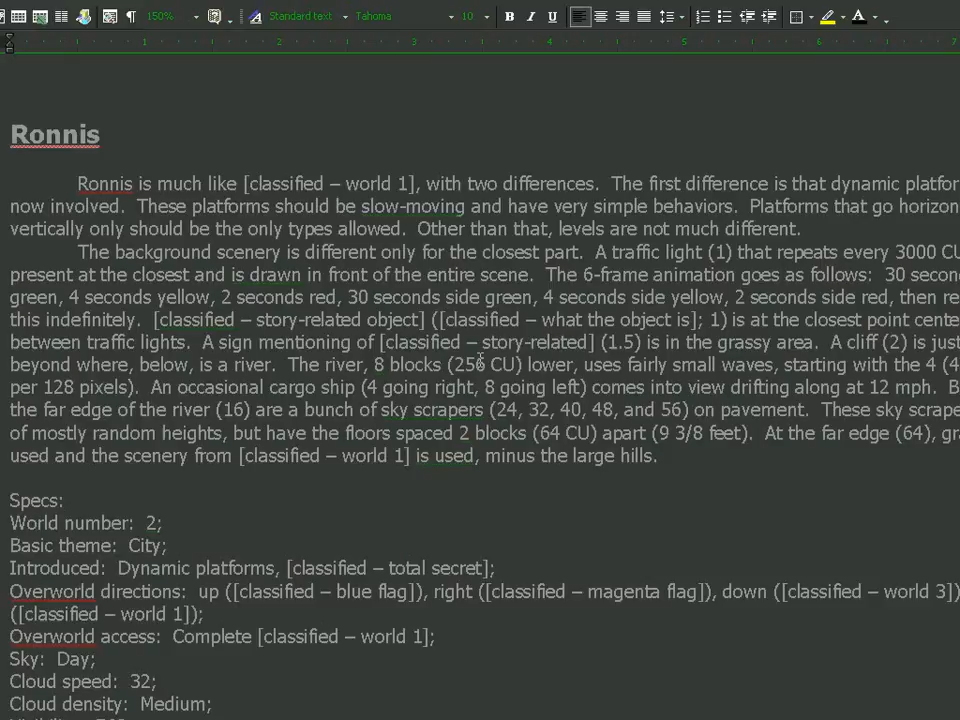 150% Standard text Tahoma 10 B I U A
1 2 3 4 5 6 7
Ronnis
Ronnis is much like [classified – world 1], with two differences. The first difference is that dynamic platfor
now involved. These platforms should be slow-moving and have very simple behaviors. Platforms that go horizon
vertically only should be the only types allowed. Other than that, levels are not much different.
The background scenery is different only for the closest part. A traffic light (1) that repeats every 3000 CU
present at the closest and is drawn in front of the entire scene. The 6-frame animation goes as follows: 30 secon
green, 4 seconds yellow, 2 seconds red, 30 seconds side green, 4 seconds side yellow, 2 seconds side red, then re
this indefinitely. [classified – story-related object] ([classified – what the object is]; 1) is at the closest point cente
between traffic lights. A sign mentioning of [classified – story-related] (1.5) is in the grassy area. A cliff (2) is just
beyond where, below, is a river. The river, 8 blocks (256 CU) lower, uses fairly small waves, starting with the 4 (4
per 128 pixels). An occasional cargo ship (4 going right, 8 going left) comes into view drifting along at 12 mph. B
the far edge of the river (16) are a bunch of sky scrapers (24, 32, 40, 48, and 56) on pavement. These sky scrape
of mostly random heights, but have the floors spaced 2 blocks (64 CU) apart (9 3/8 feet). At the far edge (64), gra
used and the scenery from [classified – world 1] is used, minus the large hills.
Specs:
World number: 2;
Basic theme: City;
Introduced: Dynamic platforms, [classified – total secret];
Overworld directions: up ([classified – blue flag]), right ([classified – magenta flag]), down ([classified – world 3])
([classified – world 1]);
Overworld access: Complete [classified – world 1];
Sky: Day;
Cloud speed: 32;
Cloud density: Medium;